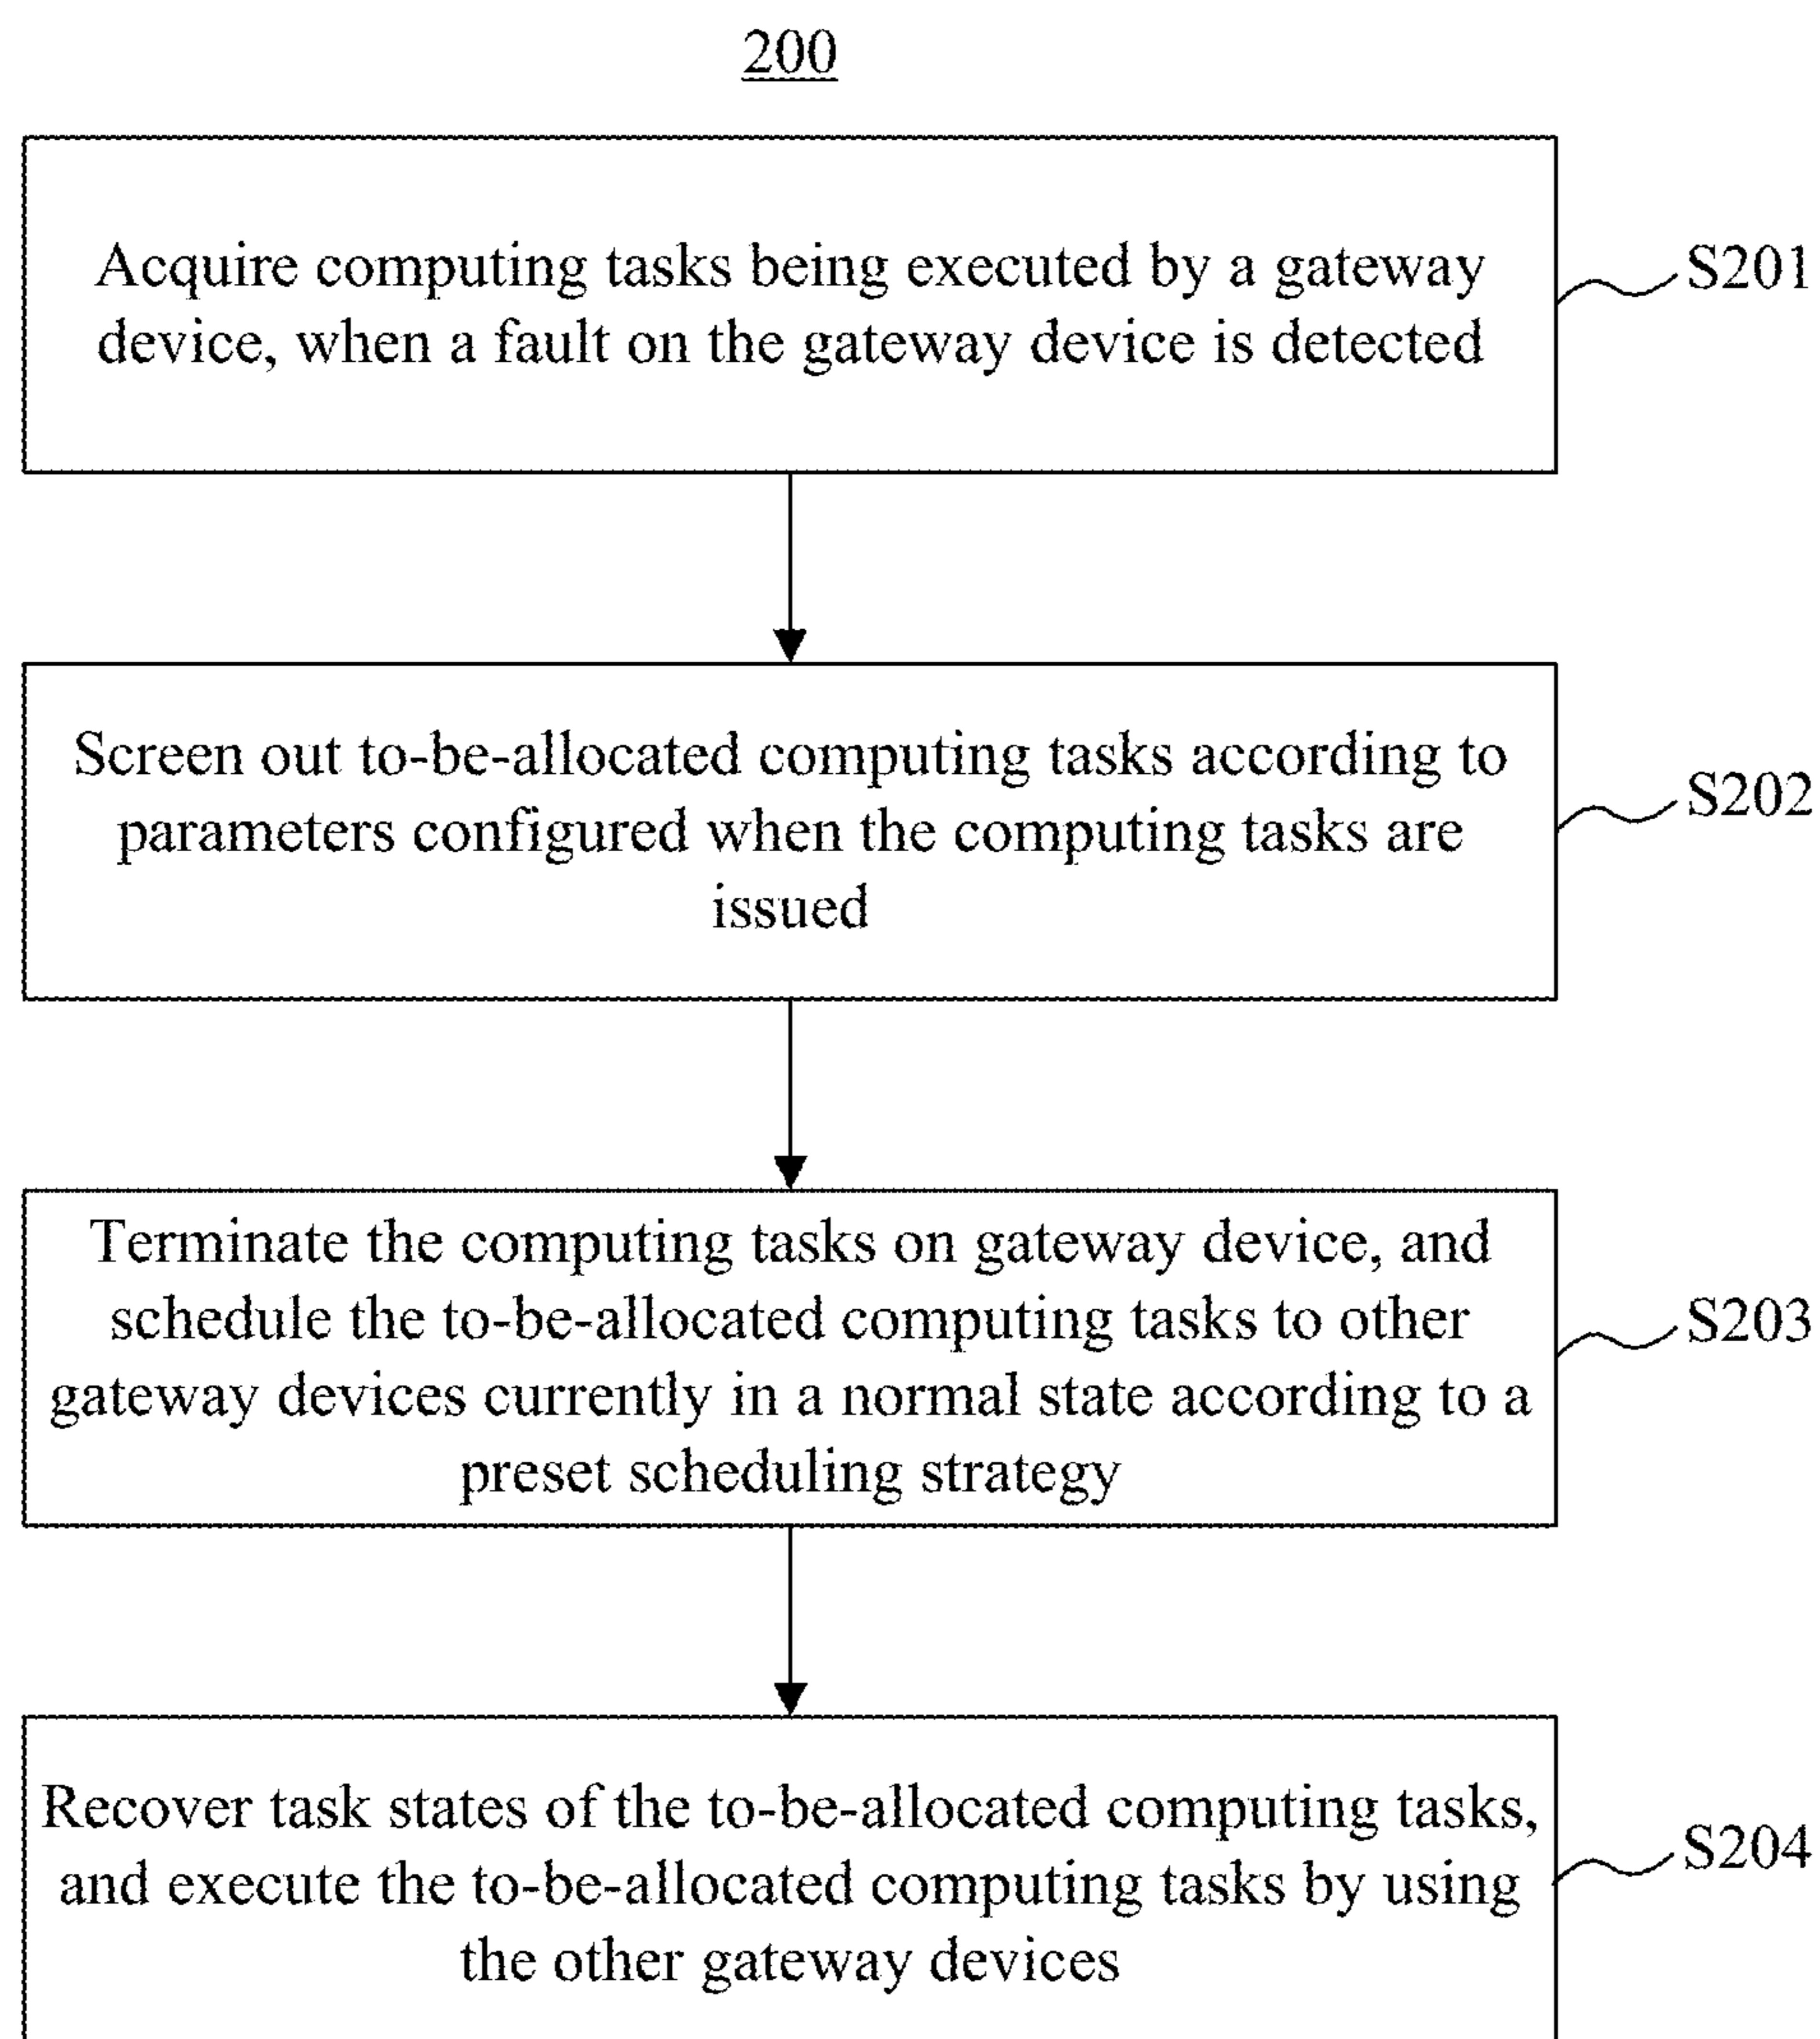 200
Acquire computing tasks being executed by a gateway
device, when a fault on the gateway device is detected
S201
Screen out to-be-allocated computing tasks according to
parameters configured when the computing tasks are
issued
S202
Terminate the computing tasks on gateway device, and
schedule the to-be-allocated computing tasks to other
gateway devices currently in a normal state according to a
preset scheduling strategy
S203
Recover task states of the to-be-allocated computing tasks,
and execute the to-be-allocated computing tasks by using
the other gateway devices
S204